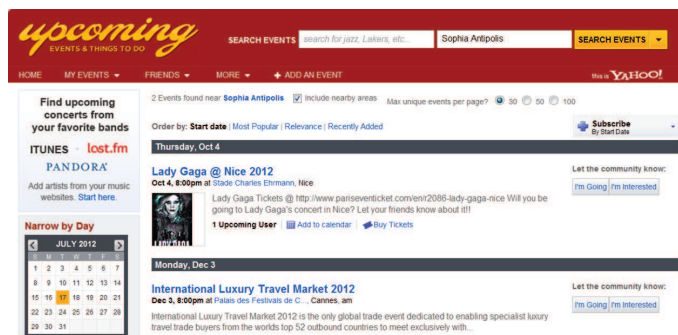 upcoming
EVENTS & THINGS TO DO
SEARCH EVENTS search for jazz, Lakers, etc... Sophia Antipolis SEARCH EVENTS
HOME MY EVENTS FRIENDS MORE + ADD AN EVENT this is YAHOO!
Find upcoming
concerts from
your favorite bands
ITUNES · lost.fm
PANDORA
Add artists from your music
websites. Start here.
Narrow by Day
JULY 2012
S M T W T F S
1 2 3 4 5 6 7
8 9 10 11 12 13 14
15 16 17 18 19 20 21
22 23 24 25 26 27 28
29 30 31
2 Events found near Sophia Antipolis Include nearby areas Max unique events per page? 30 50 100
Order by: Start date | Most Popular | Relevance | Recently Added
Subscribe
By Start Date
Thursday, Oct 4
Lady Gaga @ Nice 2012
Oct 4, 8:00pm at Stade Charles Ehrmann, Nice
Lady Gaga Tickets @ http://www.pariseventicket.com/en/r2086-lady-gaga-nice Will you be
going to Lady Gaga's concert in Nice? Let your friends know about it!!
1 Upcoming User Add to calendar Buy Tickets
Let the community know:
I'm Going I'm Interested
Monday, Dec 3
International Luxury Travel Market 2012
Dec 3, 8:00pm at Palais des Festivals de C..., Cannes, am
International Luxury Travel Market 2012 is the only global trade event dedicated to enabling specialist luxury
travel trade buyers from the worlds top 52 outbound countries to meet exclusively with...
Let the community know:
I'm Going I'm Interested